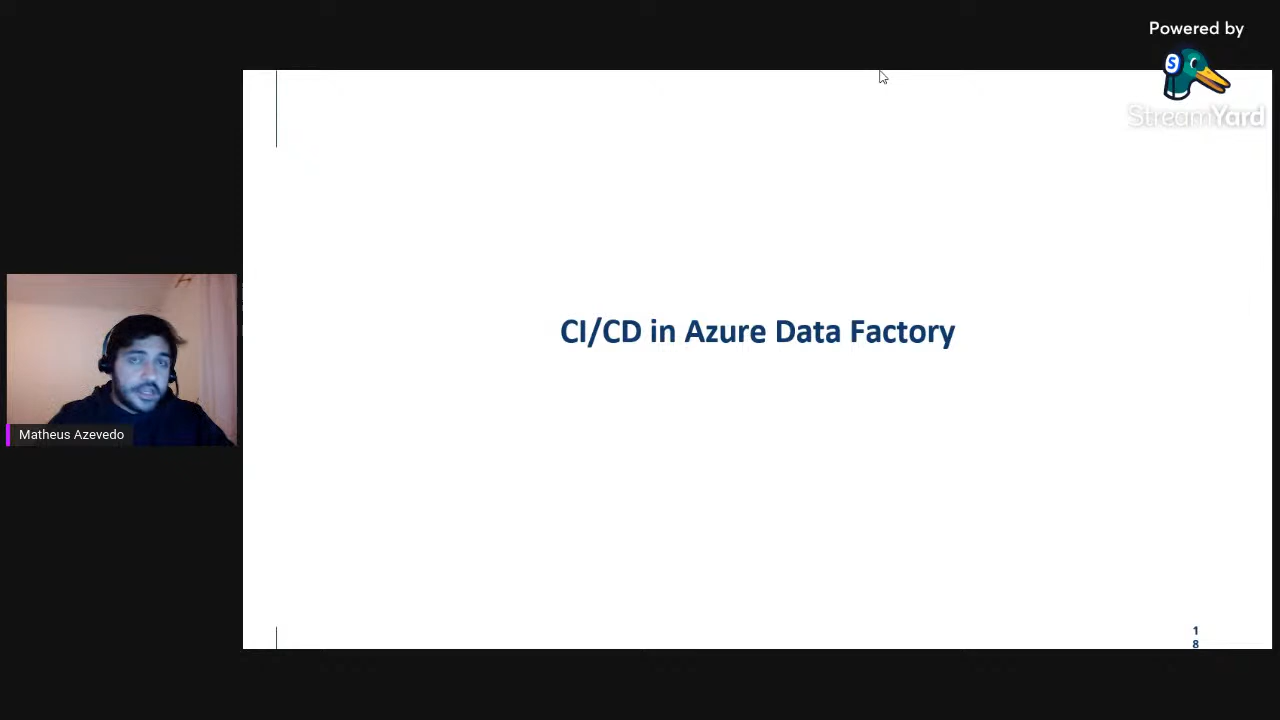 Powered by
S
StreamYard
CI/CD in Azure Data Factory
Matheus Azevedo
1
8